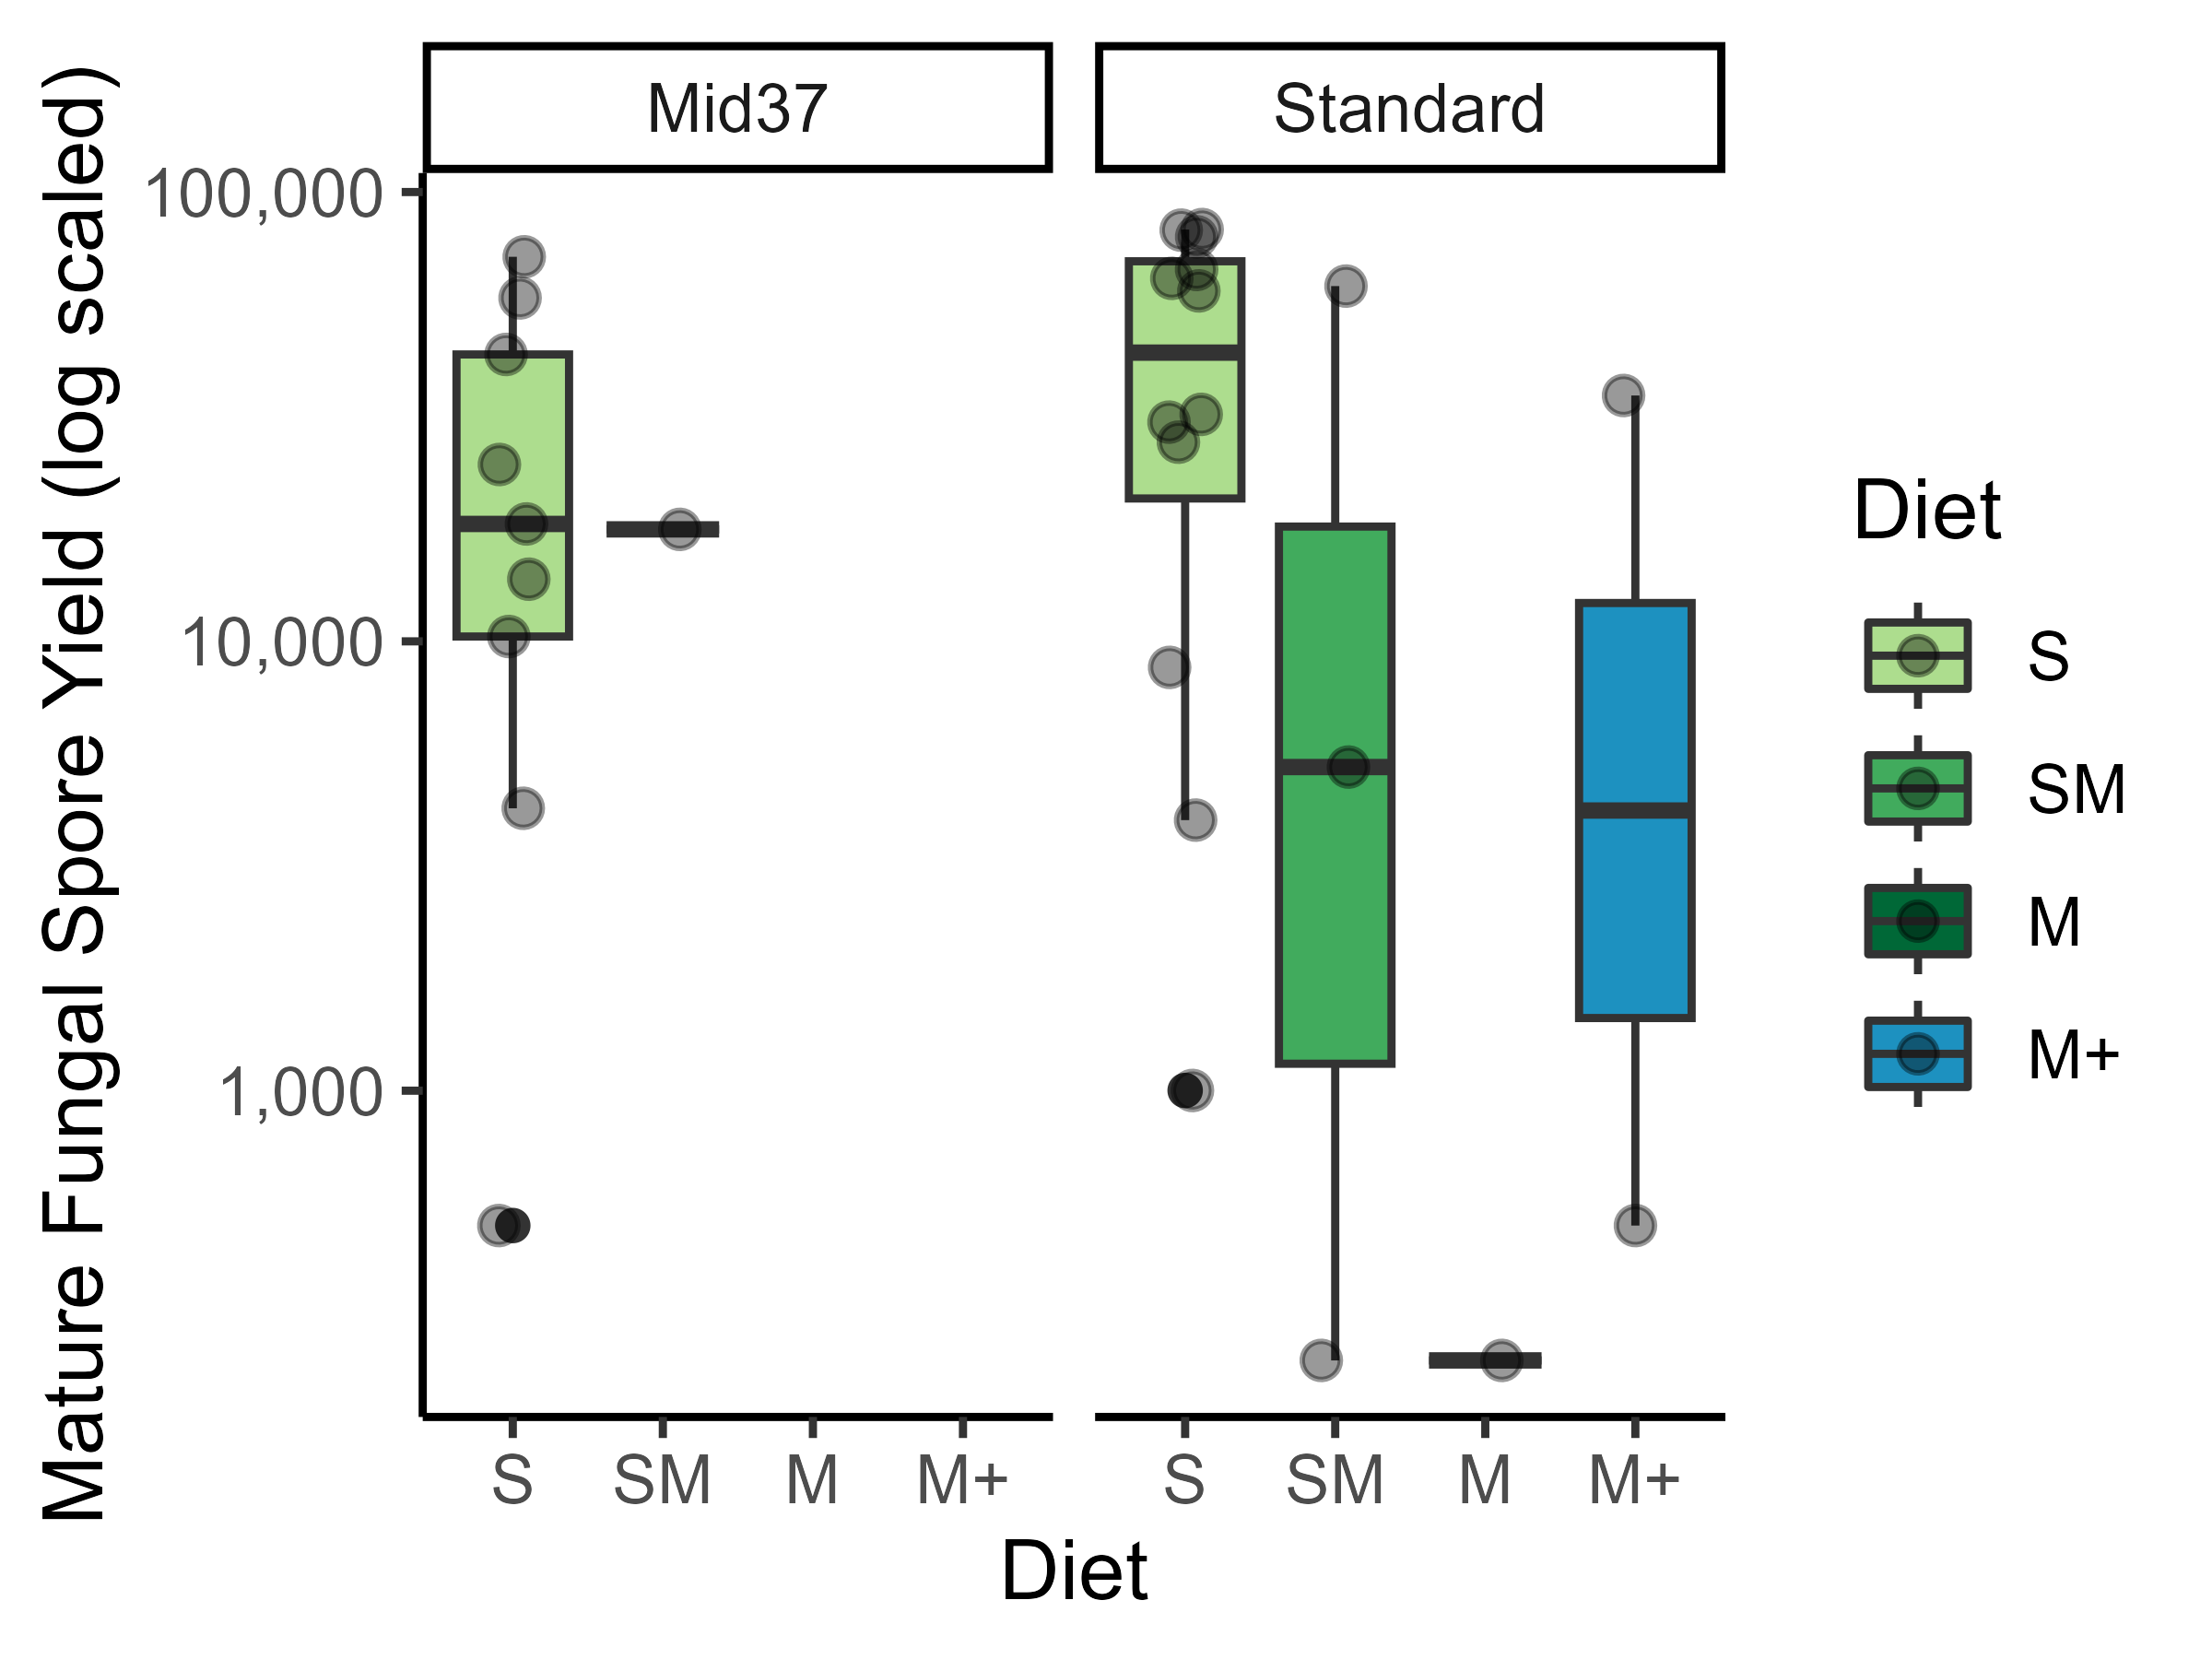 Mid37
Standard
Mature Fungal Spore Yield (log scaled)
100,000
10,000
1,000
S
SM
M
M+
S
SM
M
M+
Diet
Diet
S
SM
M
M+